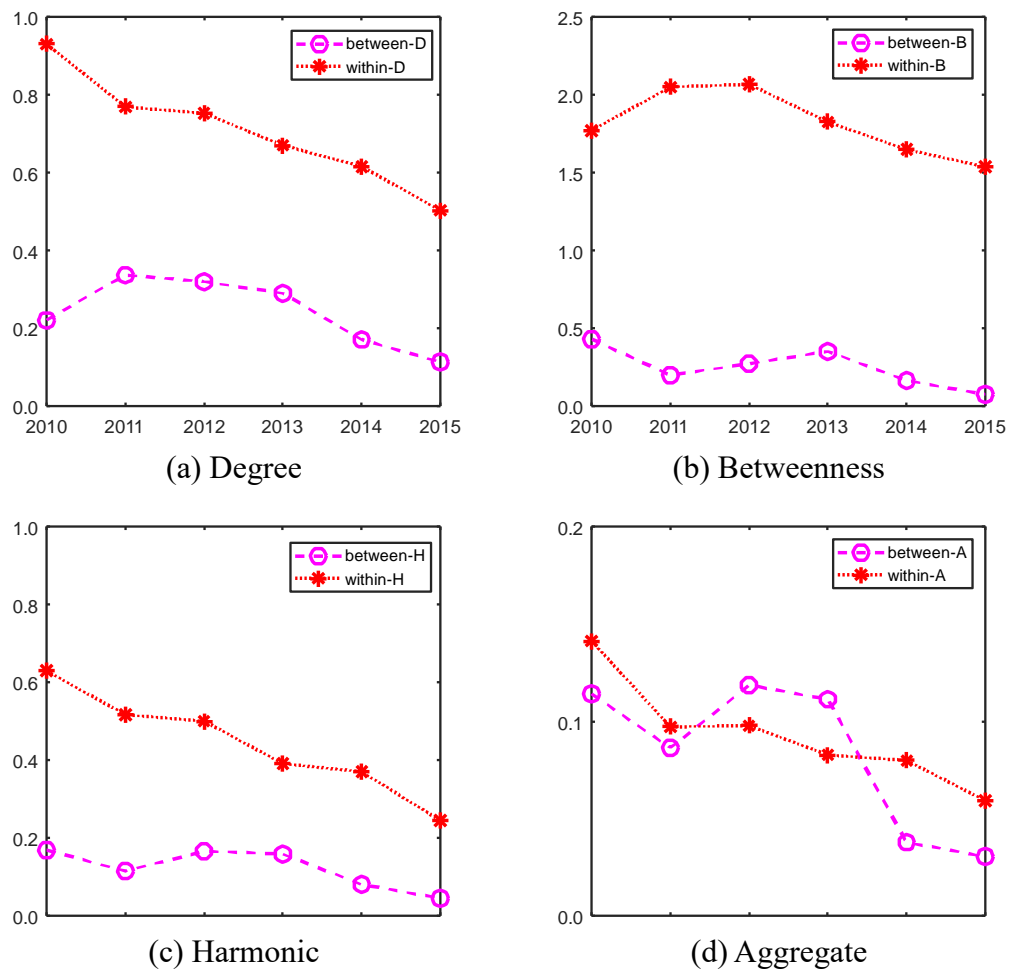 1.0
0.8
0.6
0.4
0.2
0.0
2010 2011 2012 2013 2014 2015
between-D
within-D
(a) Degree
2.5
2.0
1.5
1.0
0.5
0.0
2010 2011 2012 2013 2014 2015
between-B
within-B
(b) Betweenness
1.0
0.8
0.6
0.4
0.2
0.0
between-H
within-H
(c) Harmonic
0.2
0.1
0.0
between-A
within-A
(d) Aggregate